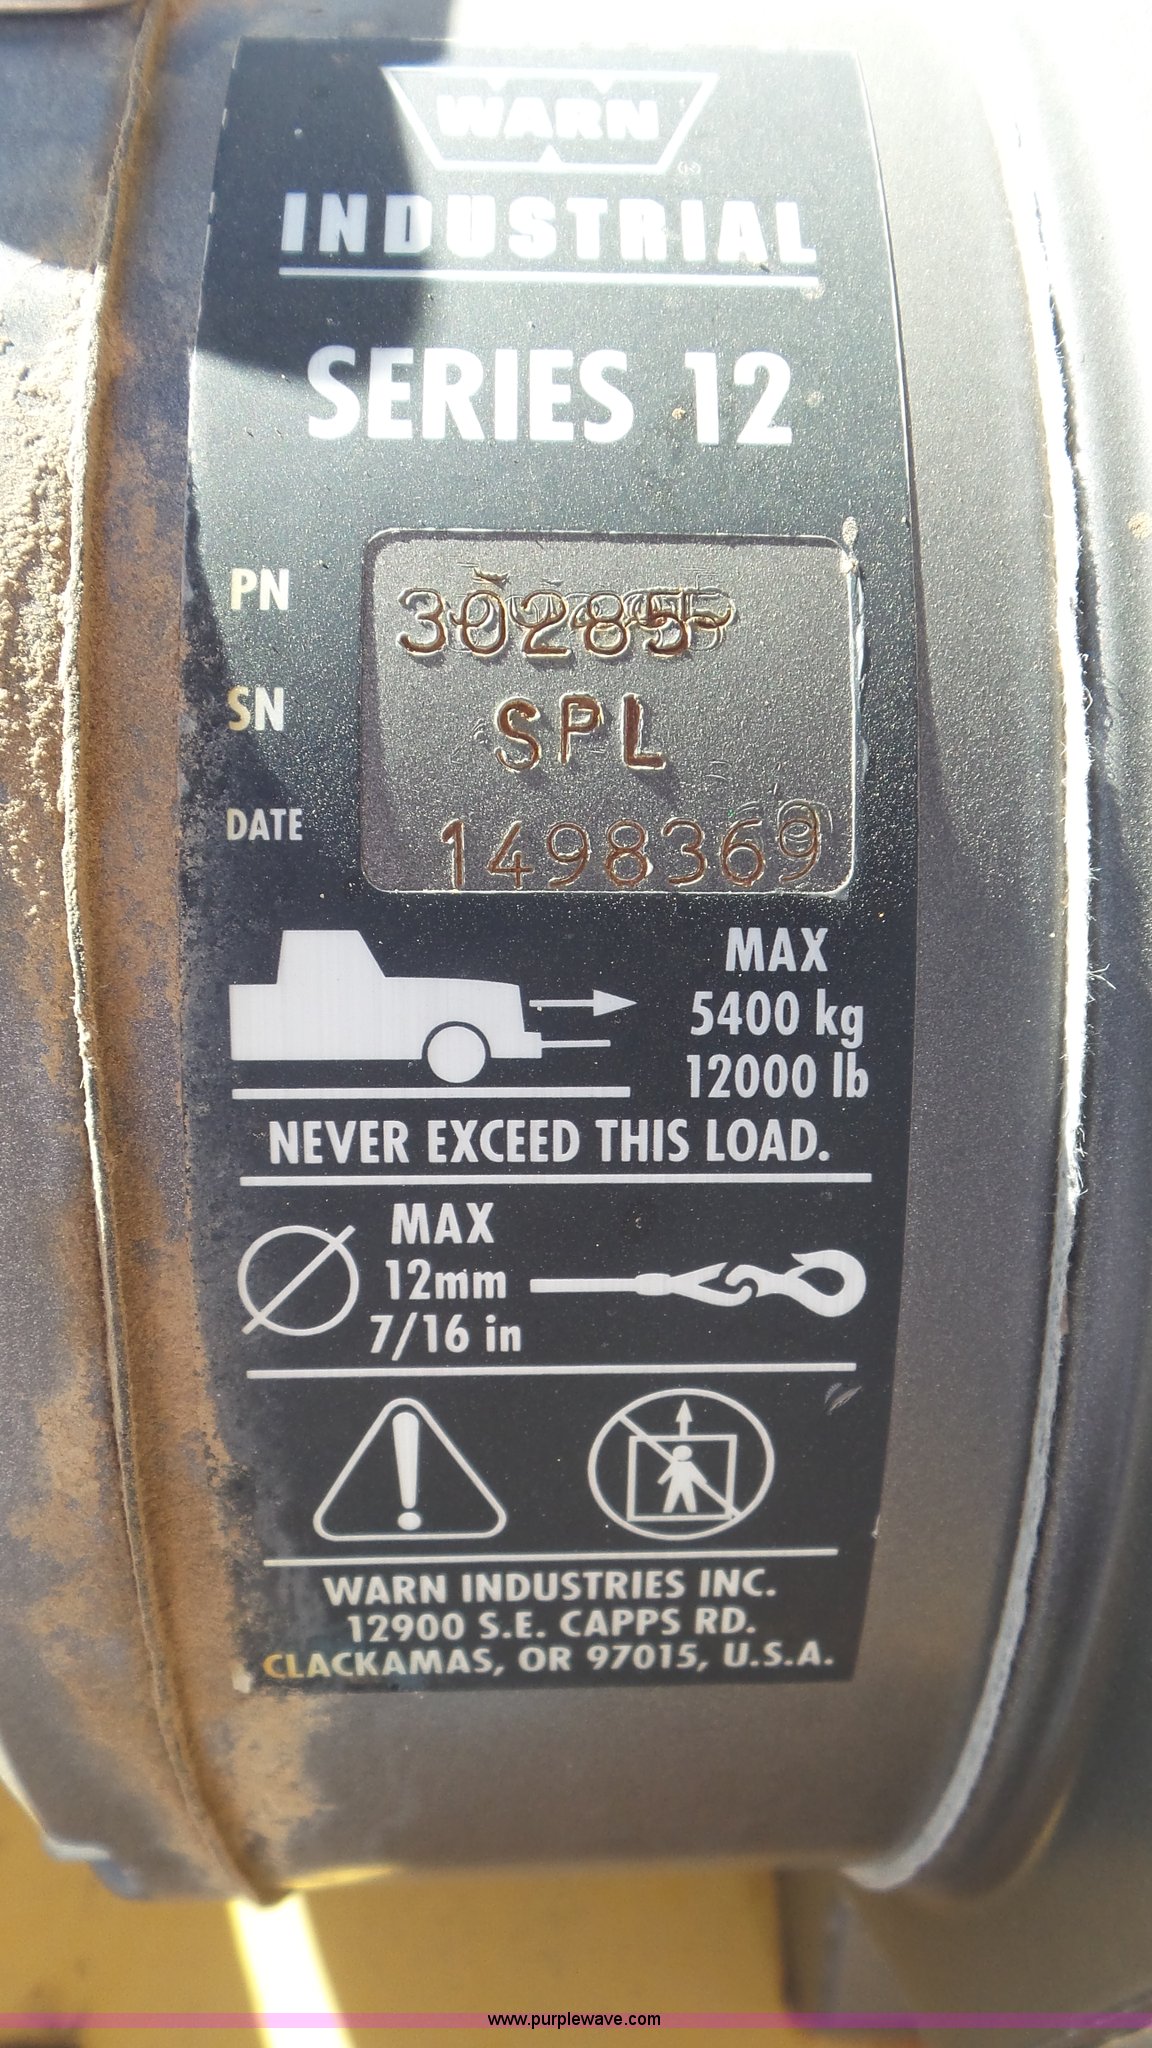 WARN
INDUSTRIAL
SERIES 12
PN 30285
SN SPL
DATE 1498369
MAX
5400 kg
12000 lb
NEVER EXCEED THIS LOAD.
MAX
12mm
7/16 in
WARN INDUSTRIES INC.
12900 S.E. CAPPS RD.
CLACKAMAS, OR 97015, U.S.A.
www.purplewave.com